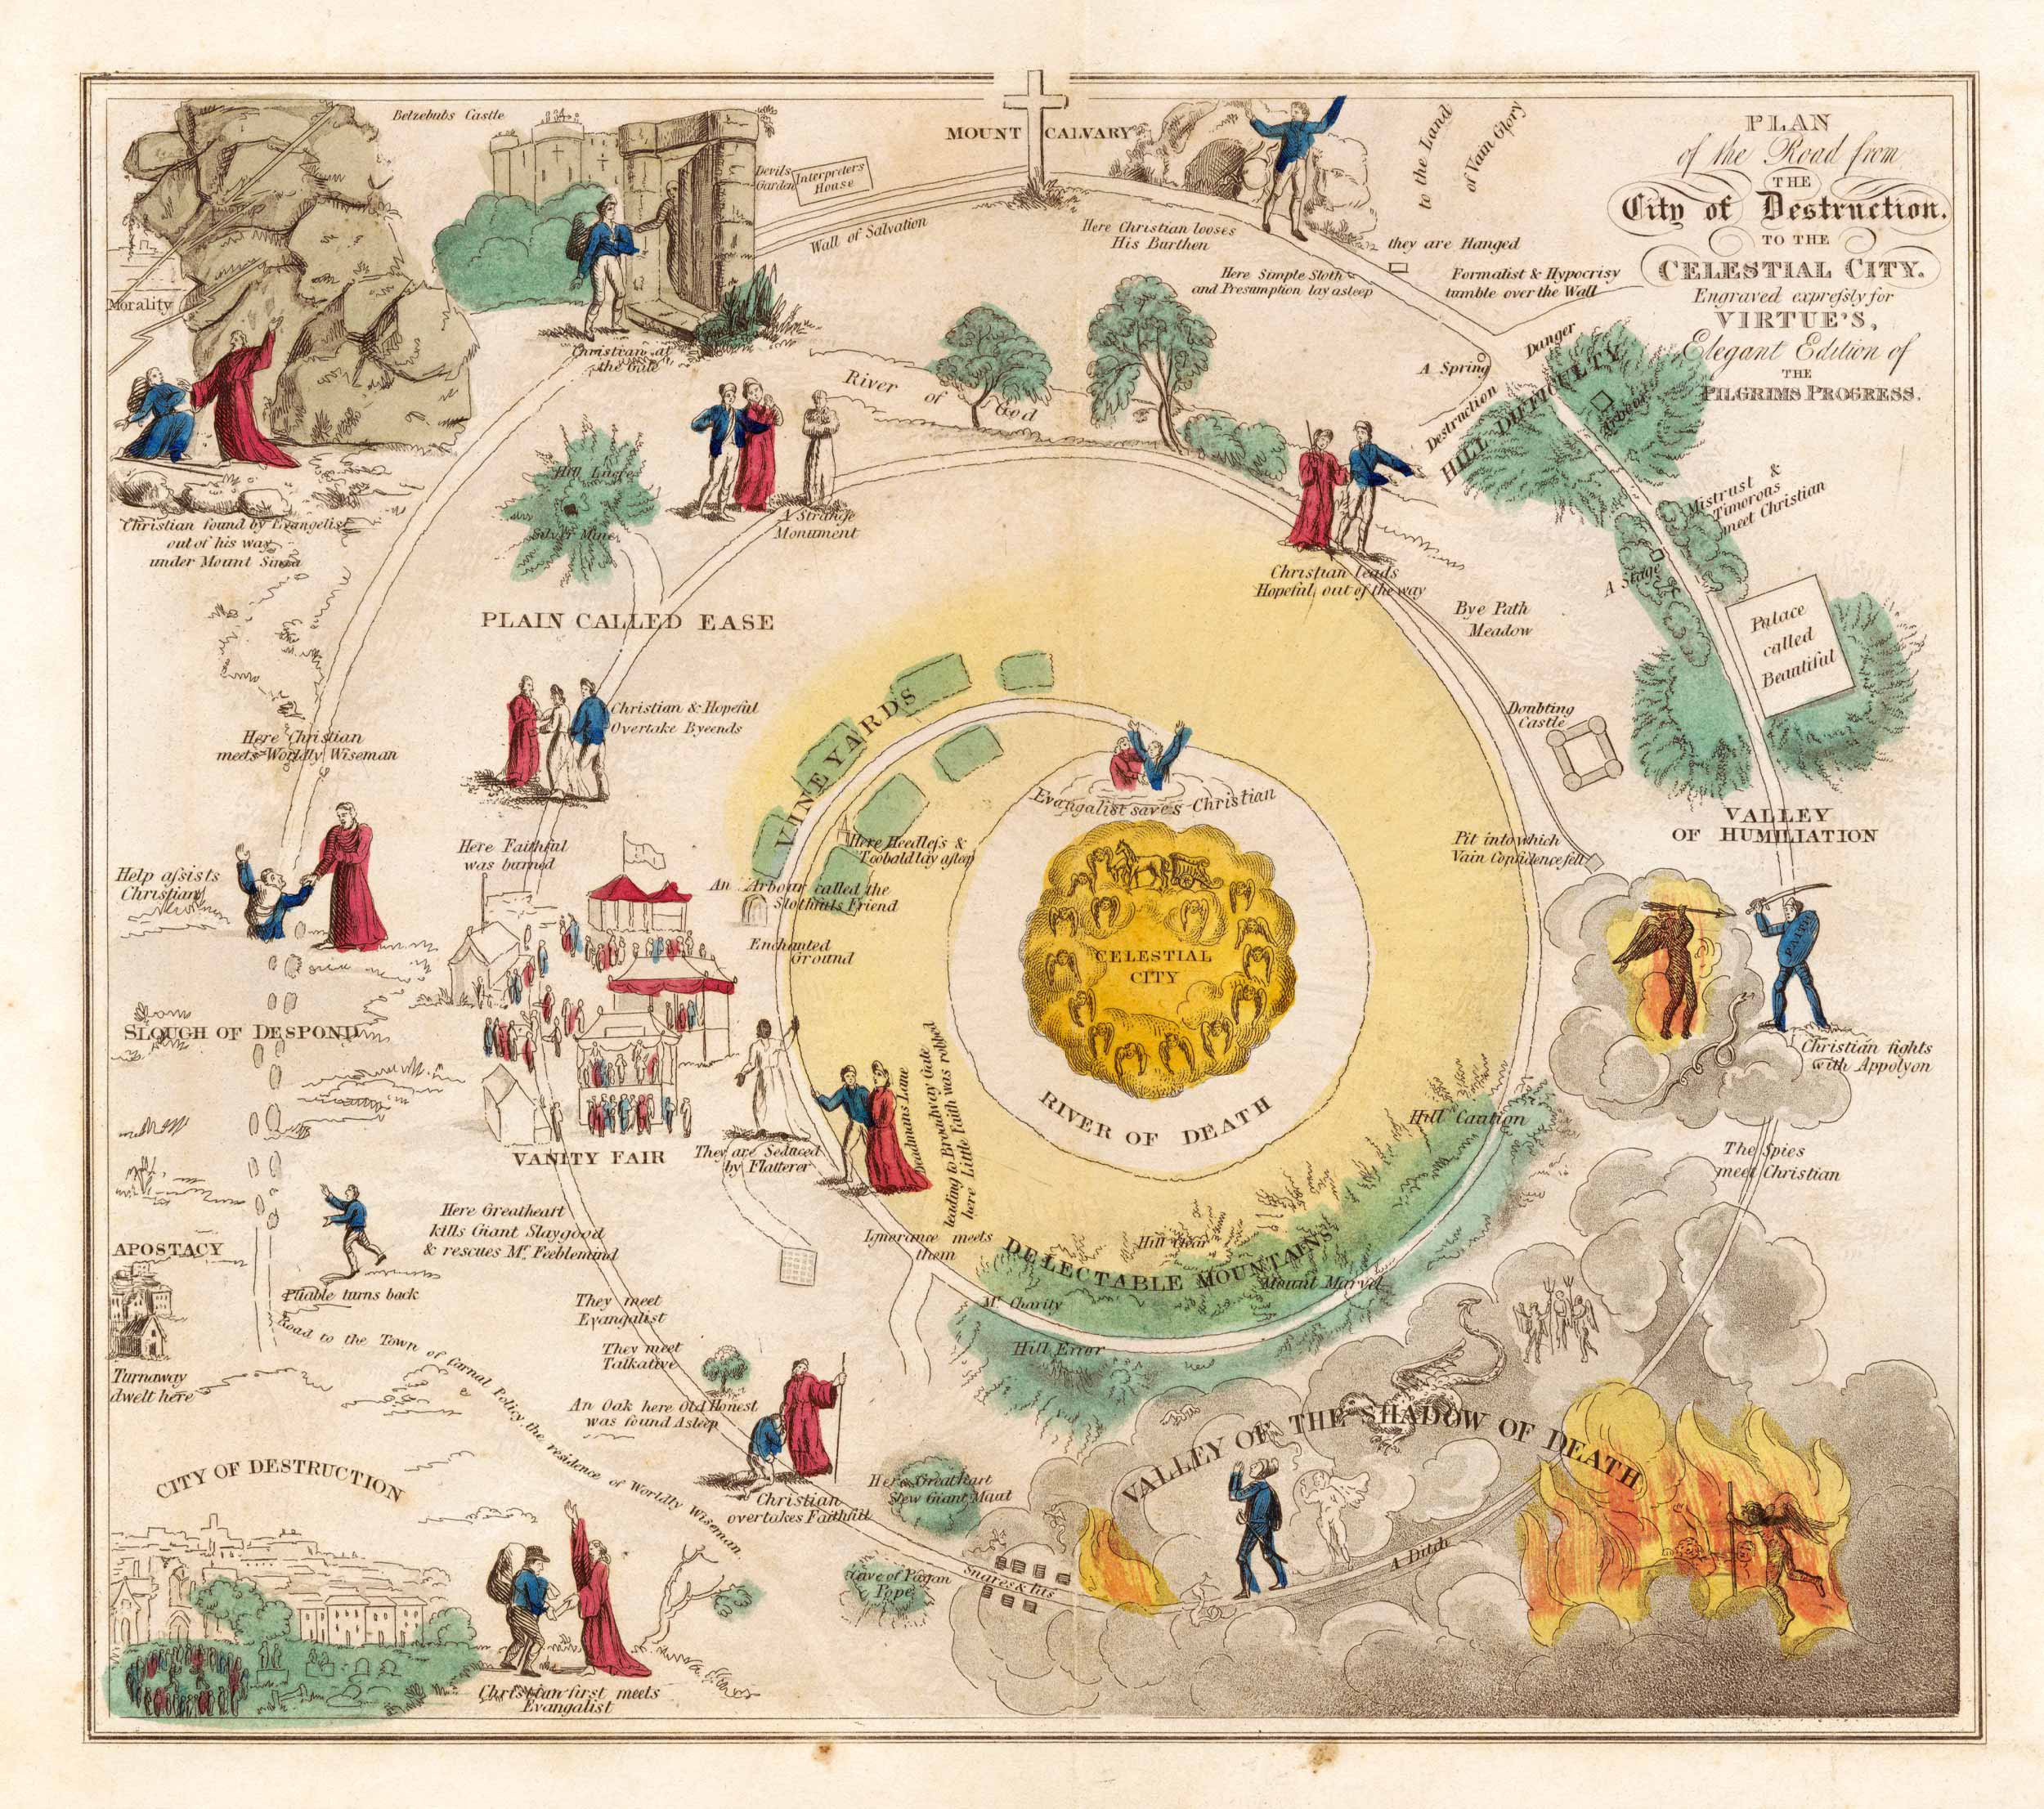 PLAN
of the Road from
THE
City of Destruction.
TO THE
CELESTIAL CITY.
Engraved expressly for
VIRTUE'S,
Elegant Edition of
THE
PILGRIMS PROGRESS.
Belzebubs Castle
Devils
Garden
Interpreters
House
Wall of Salvation
MOUNT CALVARY
Here Christian looses
His Burthen
to the Land
of Vain Glory
they are Hanged
Here Simple Sloth
and Presumption lay asleep
Formalist & Hypocrisy
tumble over the Wall
Morality
Christian at
the Gate
Christian found by Evangelist
out of his way
under Mount Sinia
River
of God
A Spring
Danger
Destruction
HILL DIFFICULTY
Arbour
Mistrust &
Timorous
meet Christian
A Stage
Palace
called
Beautiful
Hill Lucre
Silver Mine
A Strange
Monument
Christian leads
Hopeful out of the way
Bye Path
Meadow
PLAIN CALLED EASE
Christian & Hopeful
Overtake Byeends
Doubting
Castle
Here Christian
meets Worldly Wiseman
VINEYARDS
Evangalist saves Christian
VALLEY
OF HUMILIATION
Help assists
Christian
Here Faithful
was burned
Here Heedless &
Toobald lay asleep
Pit into which
Vain Copridence fell
An Arbour called the
Slothfuls Friend
Enchanted
Ground
CELESTIAL
CITY
Christian fights
with Appolyon
SLOUGH OF DESPOND
VANITY FAIR
They are Seduced
by Flatterer
Deadmans Lane
leading to Broadway Gate
here Little Faith was robbed
RIVER OF DEATH
Hill Caution
The Spies
meet Christian
Here Greatheart
kills Giant Slaygood
& rescues Mr. Feeblemind
APOSTACY
Pliable turns back
Turnaway
dwelt here
Ignorance meets
them
DELECTABLE MOUNTAINS
Hill Clear
Mount Marvel
Mt. Charity
Hill Error
They meet
Evangalist
They meet
Talkative
Road to the Town of Carnal Policy, the residence of Worldly Wiseman
An Oak here Old Honest
was found Asleep
CITY OF DESTRUCTION
Christian
overtakes Faithful
Here Greathart
Slew Giant Maul
VALLEY OF THE SHADOW OF DEATH
A Ditch
Cave of Pagan
Pope
Snares & Pits
Christian first meets
Evangalist